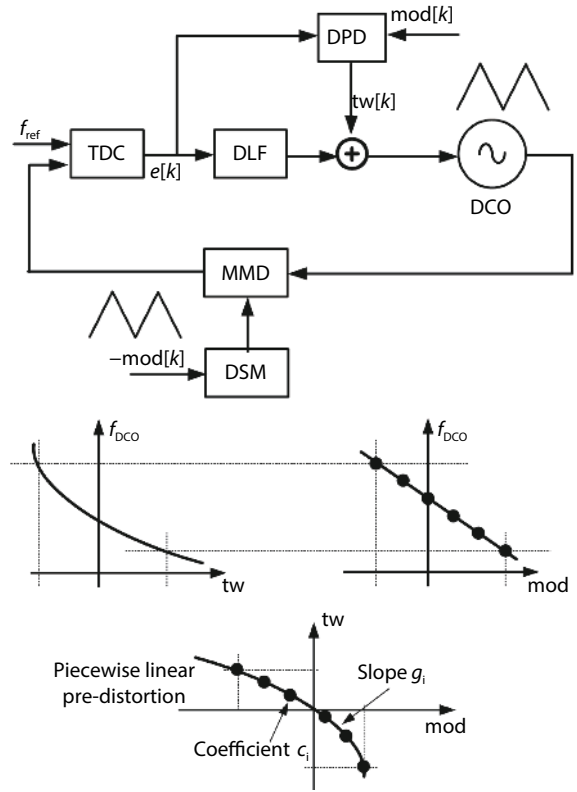 mod[k]
DPD
tw[k]
f_ref
TDC
e[k]
DLF
+
DCO
MMD
−mod[k]
DSM
f_DCO
tw
f_DCO
mod
tw
Piecewise linear
pre-distortion
Slope g_i
mod
Coefficient c_i